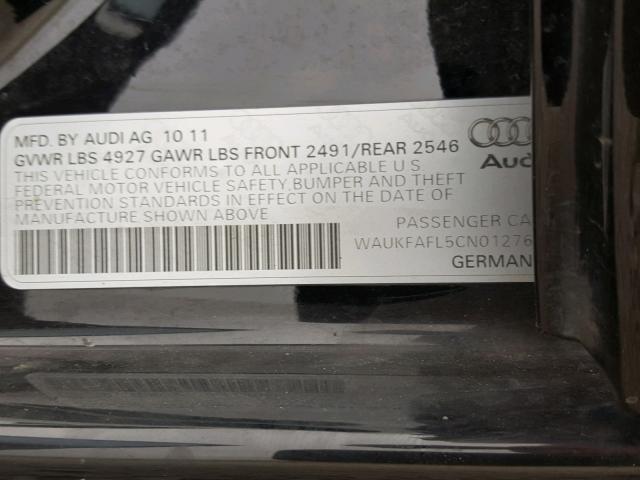 MFD. BY AUDI AG 10 11
GVWR LBS 4927 GAWR LBS FRONT 2491/REAR 2546
THIS VEHICLE CONFORMS TO ALL APPLICABLE U S
FEDERAL MOTOR VEHICLE SAFETY,BUMPER AND THEFT
PREVENTION STANDARDS IN EFFECT ON THE DATE OF
MANUFACTURE SHOWN ABOVE
Aud
PASSENGER CA
WAUKFAFL5CN01276
GERMAN